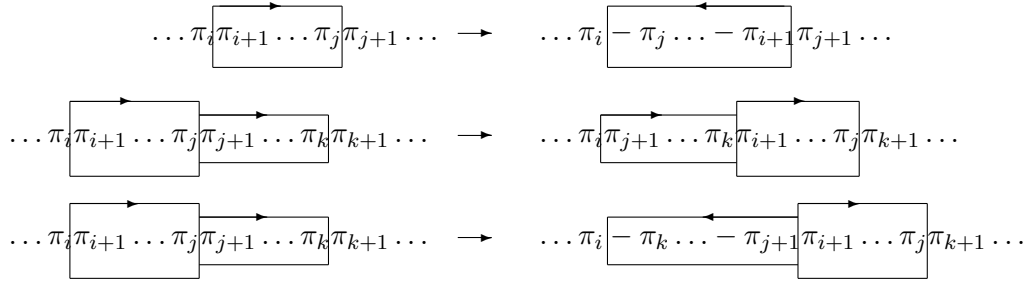 … π_i π_{i+1} … π_j π_{j+1} … → … π_i − π_j … − π_{i+1} π_{j+1} …
… π_i π_{i+1} … π_j π_{j+1} … π_k π_{k+1} … → … π_i π_{j+1} … π_k π_{i+1} … π_j π_{k+1} …
… π_i π_{i+1} … π_j π_{j+1} … π_k π_{k+1} … → … π_i − π_k … − π_{j+1} π_{i+1} … π_j π_{k+1} …